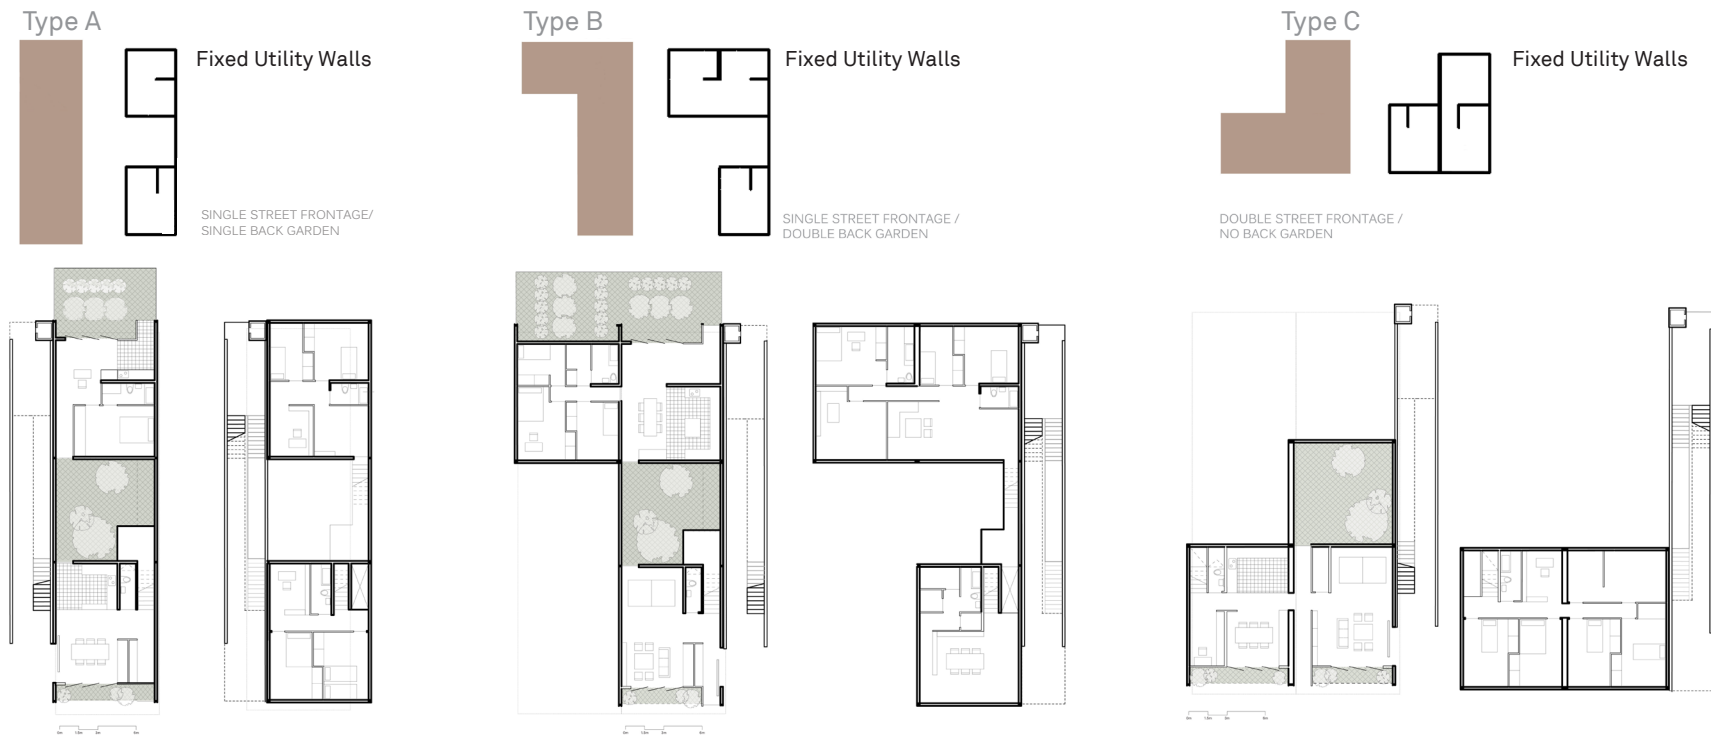 Type A
Fixed Utility Walls
SINGLE STREET FRONTAGE/
SINGLE BACK GARDEN
Type B
Fixed Utility Walls
SINGLE STREET FRONTAGE /
DOUBLE BACK GARDEN
Type C
Fixed Utility Walls
DOUBLE STREET FRONTAGE /
NO BACK GARDEN